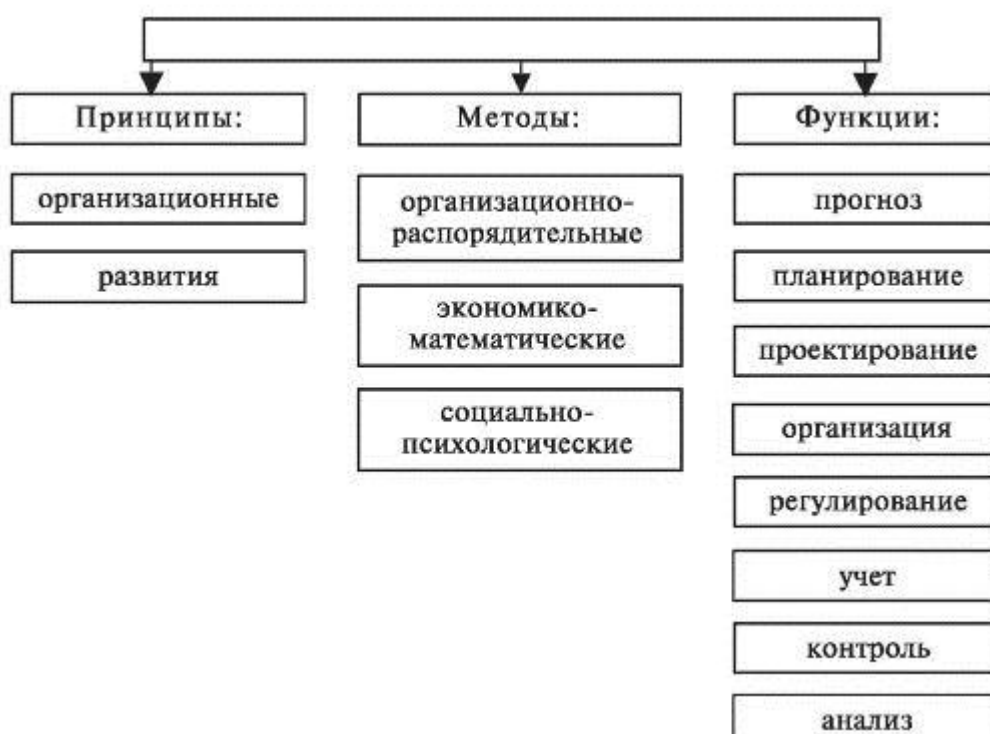 Принципы:
организационные
развития
Методы:
организационно-
распорядительные
экономико-
математические
социально-
психологические
Функции:
прогноз
планирование
проектирование
организация
регулирование
учет
контроль
анализ